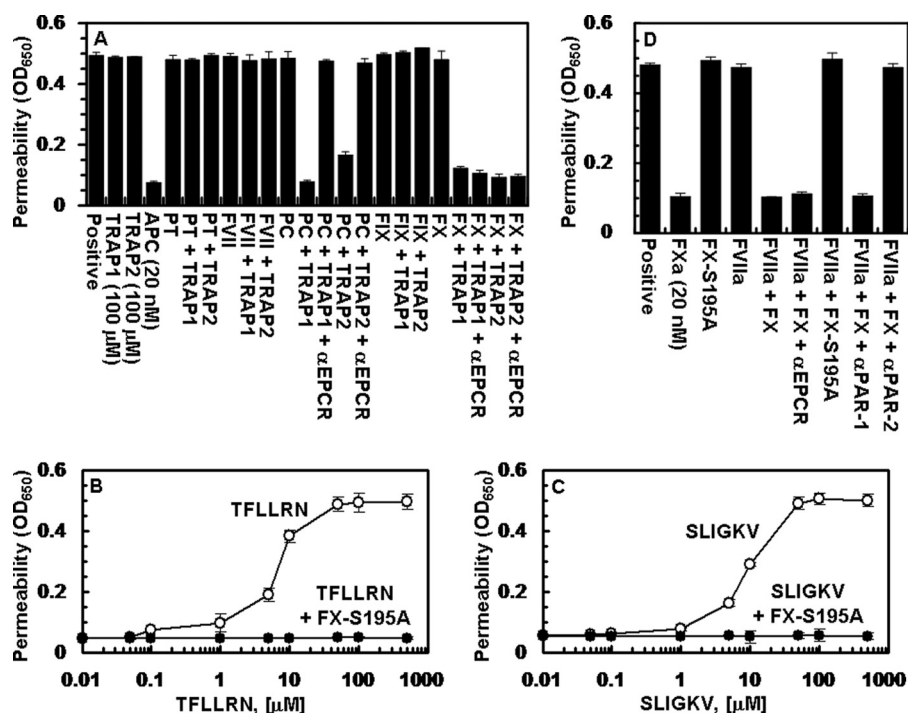 A
Permeability (OD650)
0.6
0.4
0.2
0
Positive
TRAP1 (100 μM)
TRAP2 (100 μM)
APC (20 nM)
PT
PT + TRAP1
PT + TRAP2
FVII
FVII + TRAP1
FVII + TRAP2
PC
PC + TRAP1
PC + TRAP1 + αEPCR
PC + TRAP2
PC + TRAP2 + αEPCR
FIX
FIX + TRAP1
FIX + TRAP2
FX
FX + TRAP1
FX + TRAP1 + αEPCR
FX + TRAP2
FX + TRAP2 + αEPCR
D
Permeability (OD650)
0.6
0.4
0.2
0
Positive
FXa (20 nM)
FX-S195A
FVIIa
FVIIa + FX
FVIIa + FX + αEPCR
FVIIa + FX-S195A
FVIIa + FX + αPAR-1
FVIIa + FX + αPAR-2
B
Permeability (OD650)
0.6
0.4
0.2
0
TFLLRN
TFLLRN
+ FX-S195A
0.01 0.1 1 10 100 1000
TFLLRN, [μM]
C
Permeability (OD650)
0.6
0.4
0.2
0
SLIGKV
SLIGKV
+ FX-S195A
0.01 0.1 1 10 100 1000
SLIGKV, [μM]